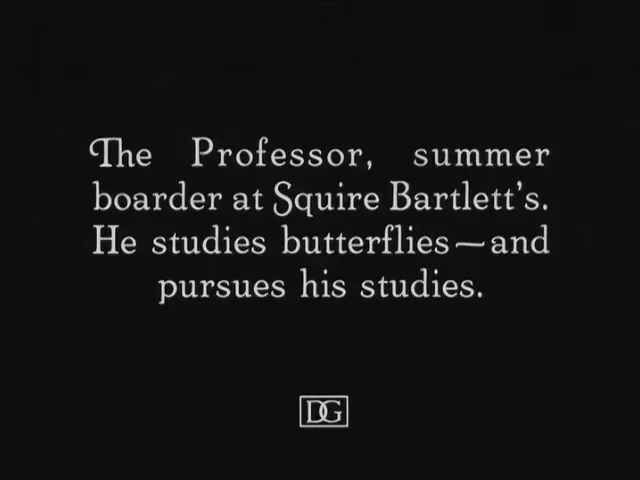 The Professor, summer
boarder at Squire Bartlett's.
He studies butterflies—and
pursues his studies.
DG